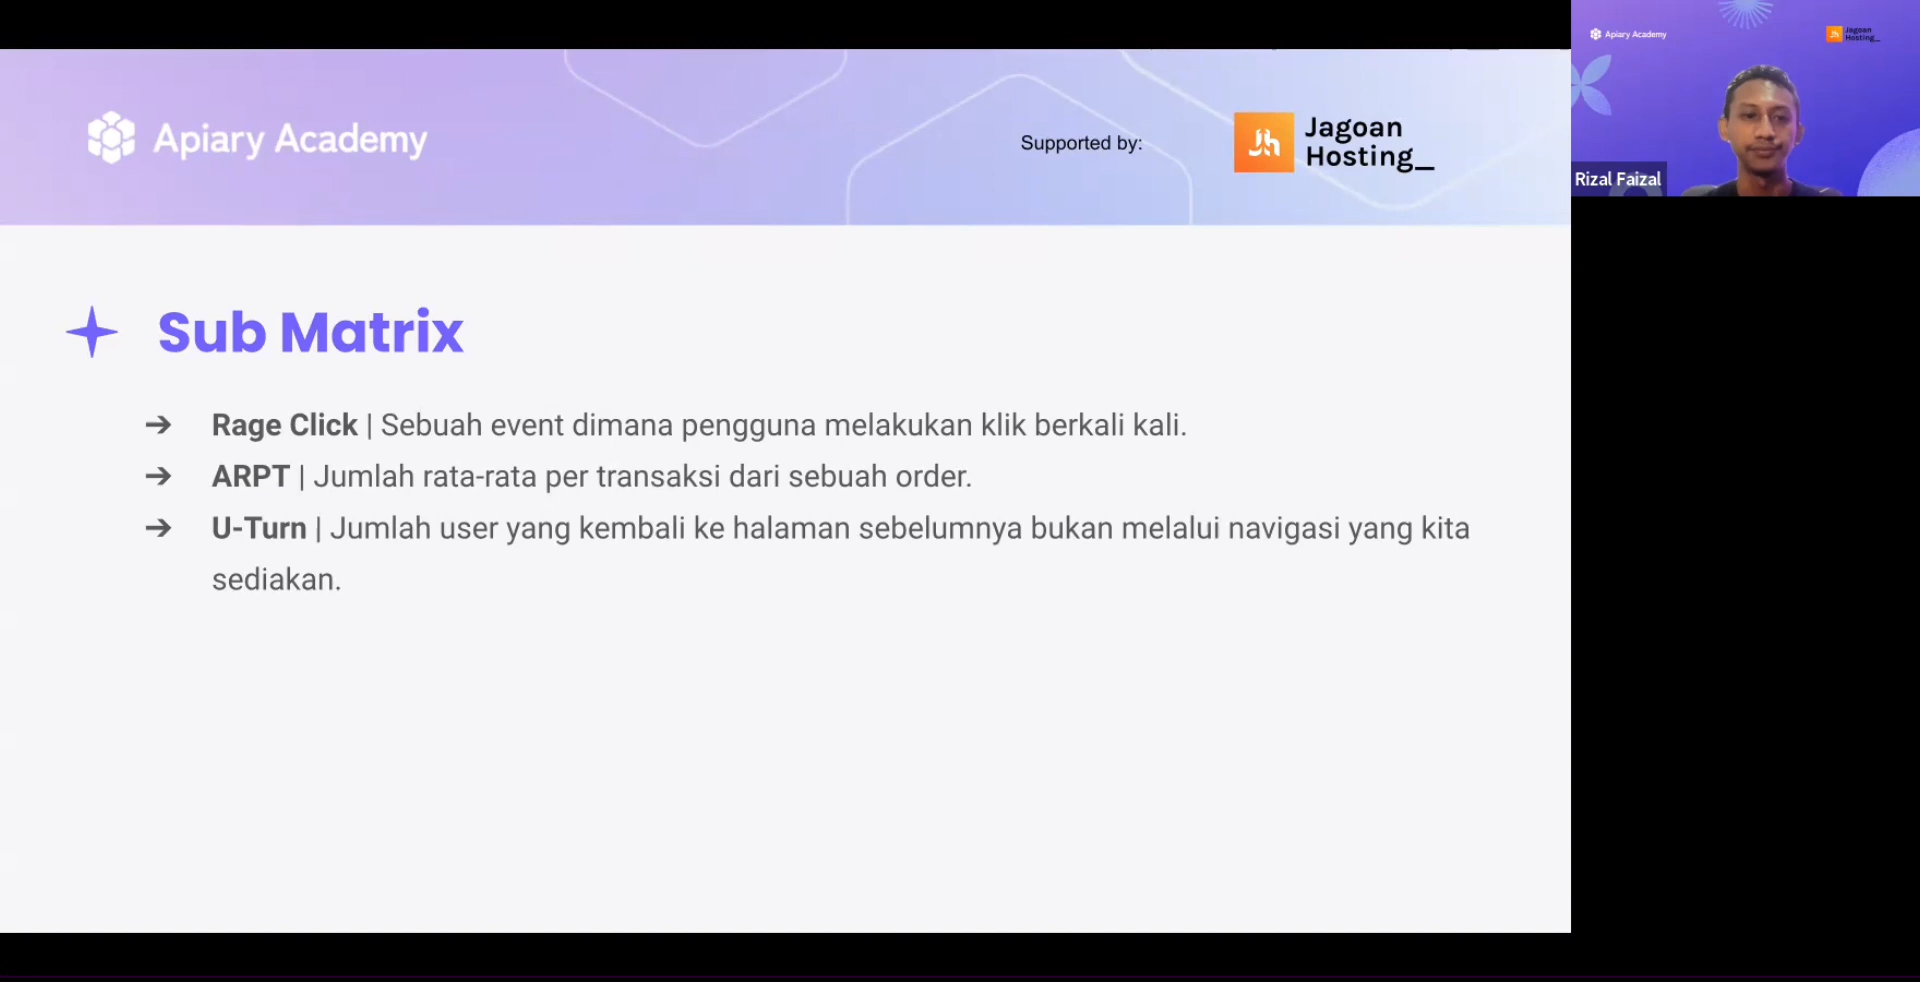 Apiary Academy
Supported by:
Jagoan
Hosting_
Sub Matrix
➔ Rage Click | Sebuah event dimana pengguna melakukan klik berkali kali.
➔ ARPT | Jumlah rata-rata per transaksi dari sebuah order.
➔ U-Turn | Jumlah user yang kembali ke halaman sebelumnya bukan melalui navigasi yang kita
sediakan.
Apiary Academy
Jagoan
Hosting_
Rizal Faizal